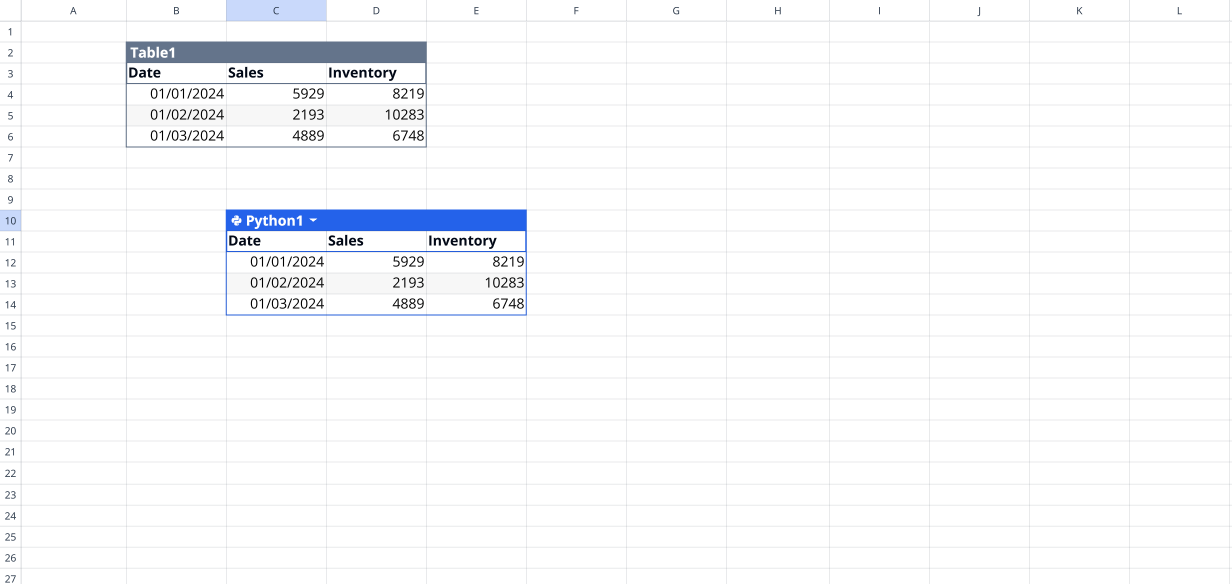 A B C D E F G H I J K L
1
2 Table1
3 Date Sales Inventory
4 01/01/2024 5929 8219
5 01/02/2024 2193 10283
6 01/03/2024 4889 6748
7
8
9
10 Python1
11 Date Sales Inventory
12 01/01/2024 5929 8219
13 01/02/2024 2193 10283
14 01/03/2024 4889 6748
15
16
17
18
19
20
21
22
23
24
25
26
27